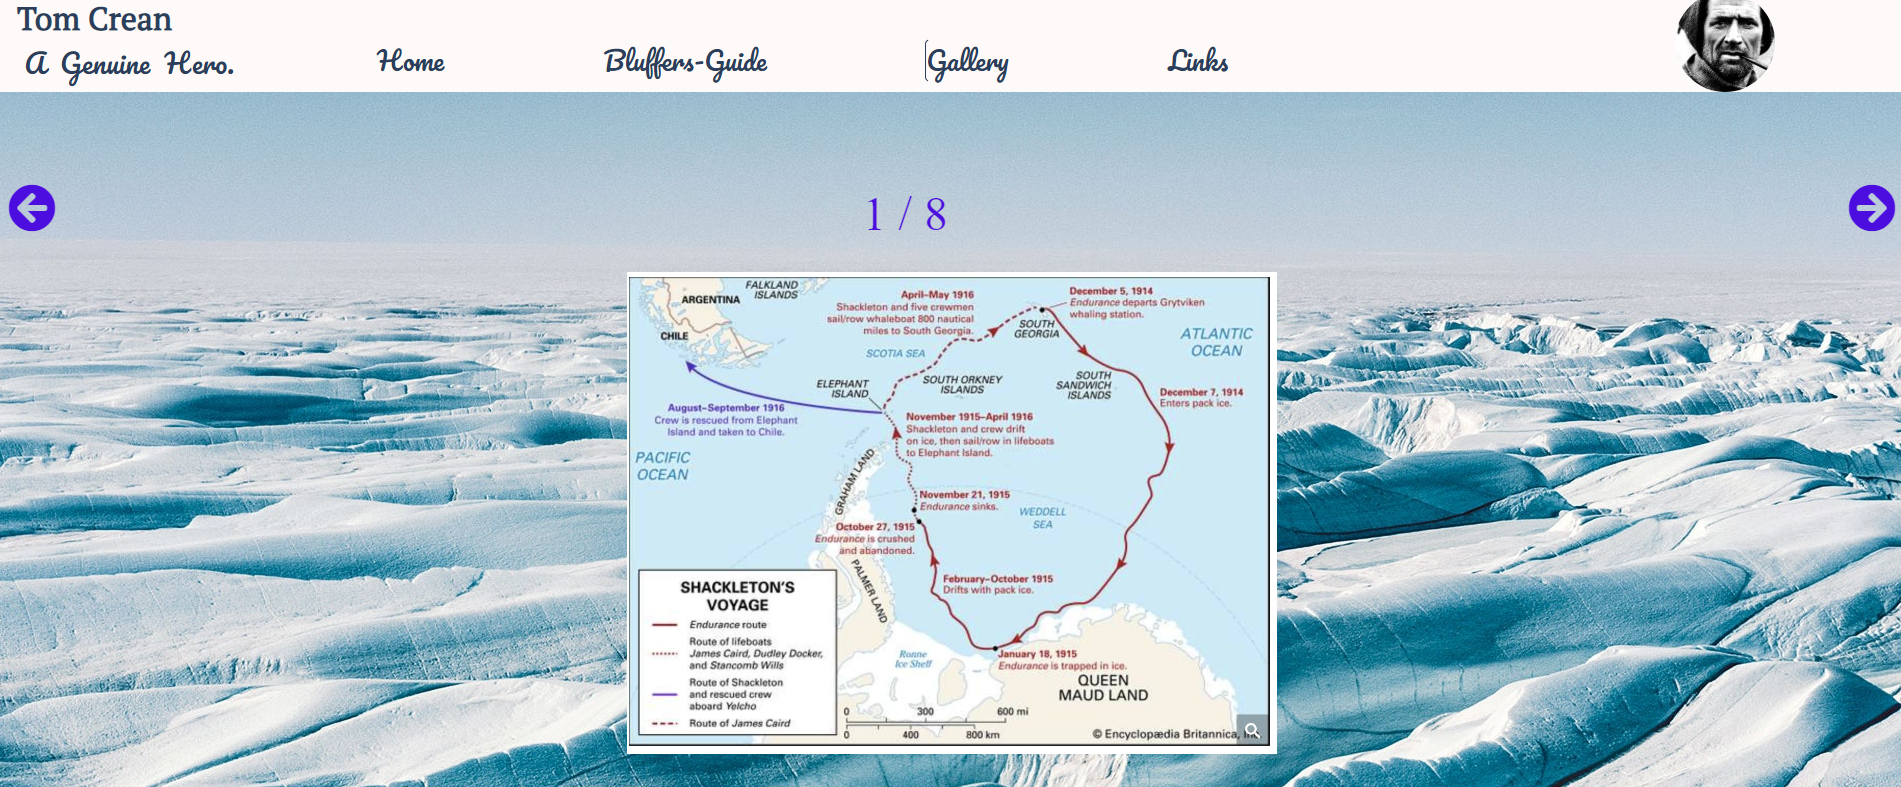 Tom Crean
A Genuine Hero.
Home
Bluffers-Guide
Gallery
Links
1 / 8
FALKLAND
ISLANDS
ARGENTINA
CHILE
April–May 1916
Shackleton and five crewmen
sail/row whaleboat 800 nautical
miles to South Georgia.
December 5, 1914
Endurance departs Grytviken
whaling station.
SOUTH
GEORGIA
ATLANTIC
OCEAN
SCOTIA SEA
ELEPHANT
ISLAND
SOUTH ORKNEY
ISLANDS
SOUTH
SANDWICH
ISLANDS
December 7, 1914
Enters pack ice.
August–September 1916
Crew is rescued from Elephant
Island and taken to Chile.
November 1915–April 1916
Shackleton and crew drift
on ice, then sail/row in lifeboats
to Elephant Island.
PACIFIC
OCEAN
GRAHAM LAND
November 21, 1915
Endurance sinks.
WEDDELL
SEA
October 27, 1915
Endurance is crushed
and abandoned.
PALMER LAND
February–October 1915
Drifts with pack ice.
Ronne
Ice Shelf
January 18, 1915
Endurance is trapped in ice.
QUEEN
MAUD LAND
SHACKLETON'S
VOYAGE
Endurance route
Route of lifeboats
James Caird, Dudley Docker,
and Stancomb Wills
Route of Shackleton
and rescued crew
aboard Yelcho
Route of James Caird
0 300 600 mi
0 400 800 km
© Encyclopædia Britannica,